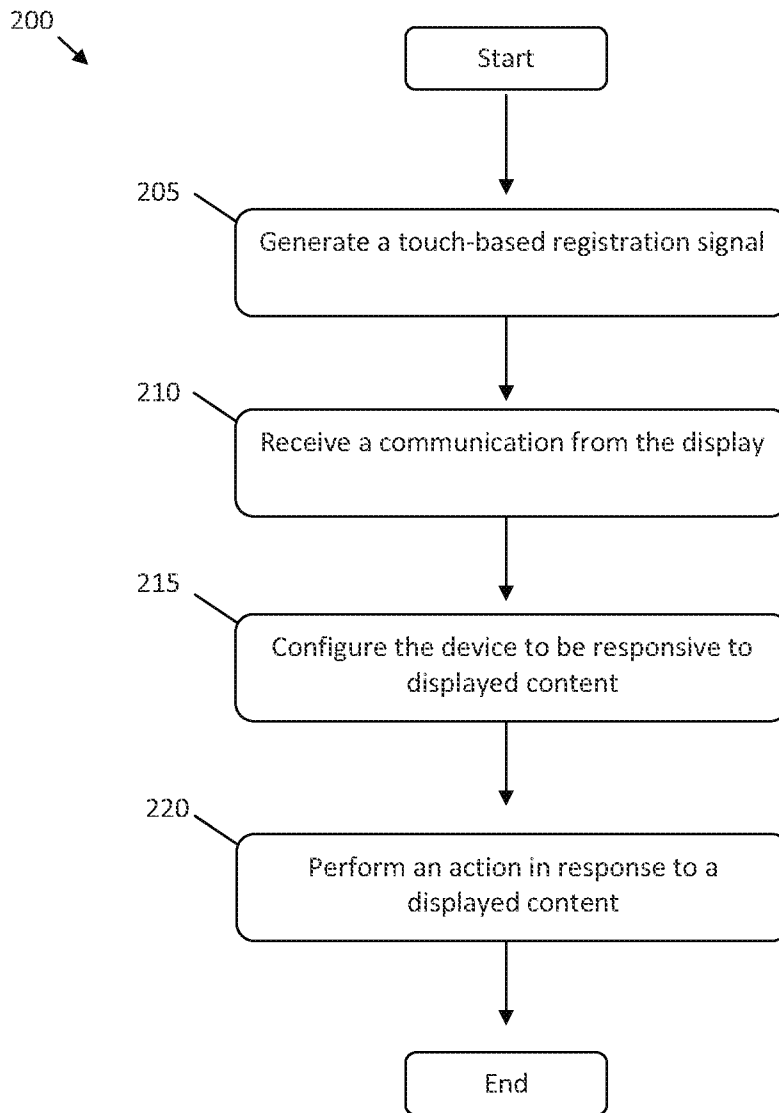 200
Start
205
Generate a touch-based registration signal
210
Receive a communication from the display
215
Configure the device to be responsive to
displayed content
220
Perform an action in response to a
displayed content
End